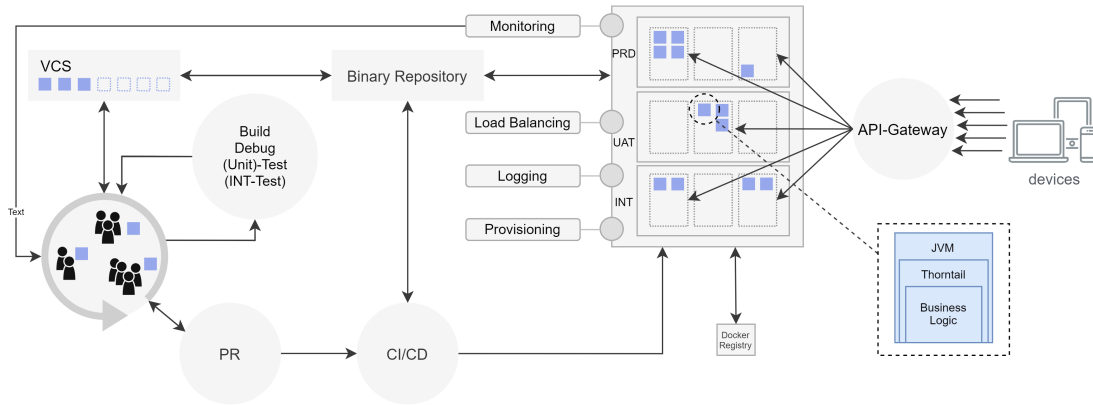 Monitoring
VCS
Binary Repository
PRD
Build
Debug
(Unit)-Test
(INT-Test)
Load Balancing
UAT
API-Gateway
Logging
devices
Text
INT
Provisioning
JVM
Thorntail
Business
Logic
Docker
Registry
PR
CI/CD